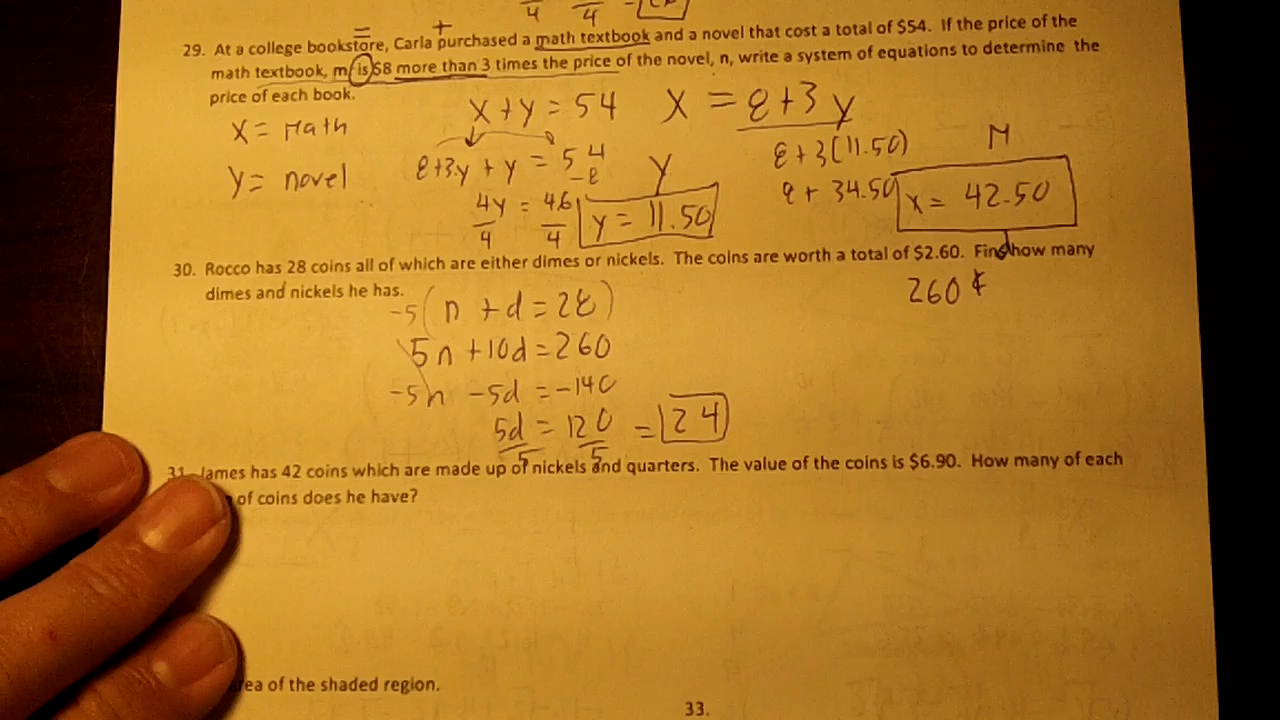 4 4
= +
29. At a college bookstore, Carla purchased a math textbook and a novel that cost a total of $54. If the price of the
math textbook, m, is $8 more than 3 times the price of the novel, n, write a system of equations to determine the
price of each book.
x + y = 54 x = 8+3y
x = Math
8+3y + y = 54 y 8+3(11.50) M
y = novel -8
8 + 34.50 x = 42.50
4y = 46 y = 11.50
4 4
30. Rocco has 28 coins all of which are either dimes or nickels. The coins are worth a total of $2.60. Find how many
dimes and nickels he has.
260 ¢
-5(n + d = 28)
5n +10d = 260
-5n -5d = -140
5d = 120 = 24
5 5
31. James has 42 coins which are made up of nickels and quarters. The value of the coins is $6.90. How many of each
of coins does he have?
area of the shaded region.
33.